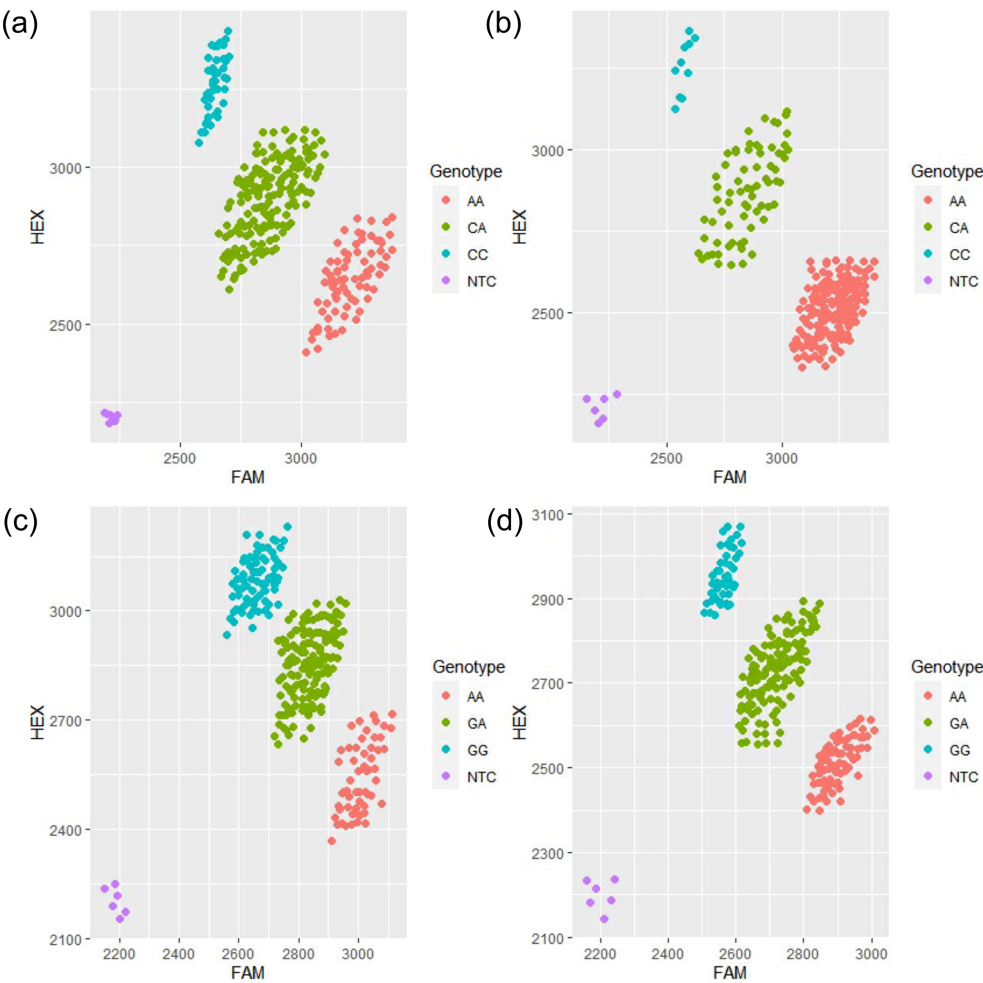 (a)
HEX
3000
2500
2500 3000
FAM
Genotype
AA
CA
CC
NTC
(b)
HEX
3000
2500
2500 3000
FAM
Genotype
AA
CA
CC
NTC
(c)
HEX
3000
2700
2400
2100
2200 2400 2600 2800 3000
FAM
Genotype
AA
GA
GG
NTC
(d)
HEX
3100
2900
2700
2500
2300
2100
2200 2400 2600 2800 3000
FAM
Genotype
AA
GA
GG
NTC